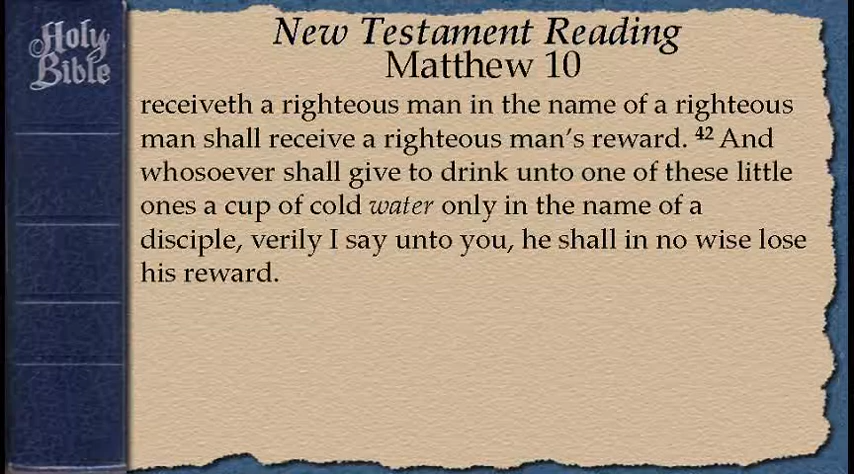 Holy
Bible
New Testament Reading
Matthew 10
receiveth a righteous man in the name of a righteous
man shall receive a righteous man’s reward. 42 And
whosoever shall give to drink unto one of these little
ones a cup of cold water only in the name of a
disciple, verily I say unto you, he shall in no wise lose
his reward.